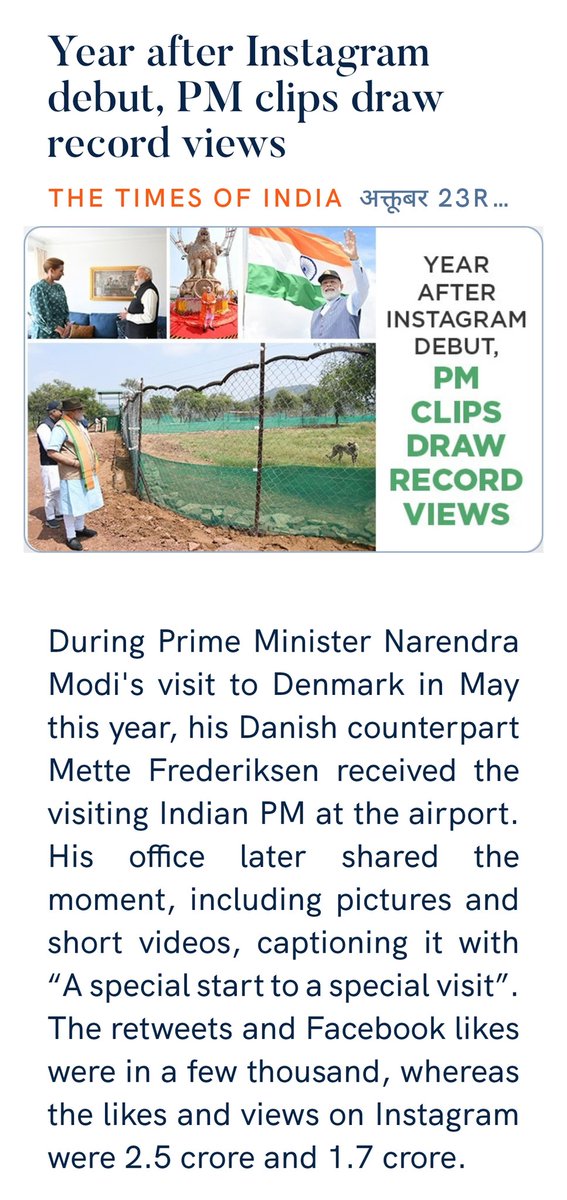 Year after Instagram
debut, PM clips draw
record views
THE TIMES OF INDIA अक्तूबर 23R...
YEAR
AFTER
INSTAGRAM
DEBUT,
PM
CLIPS
DRAW
RECORD
VIEWS
During Prime Minister Narendra
Modi's visit to Denmark in May
this year, his Danish counterpart
Mette Frederiksen received the
visiting Indian PM at the airport.
His office later shared the
moment, including pictures and
short videos, captioning it with
“A special start to a special visit”.
The retweets and Facebook likes
were in a few thousand, whereas
the likes and views on Instagram
were 2.5 crore and 1.7 crore.